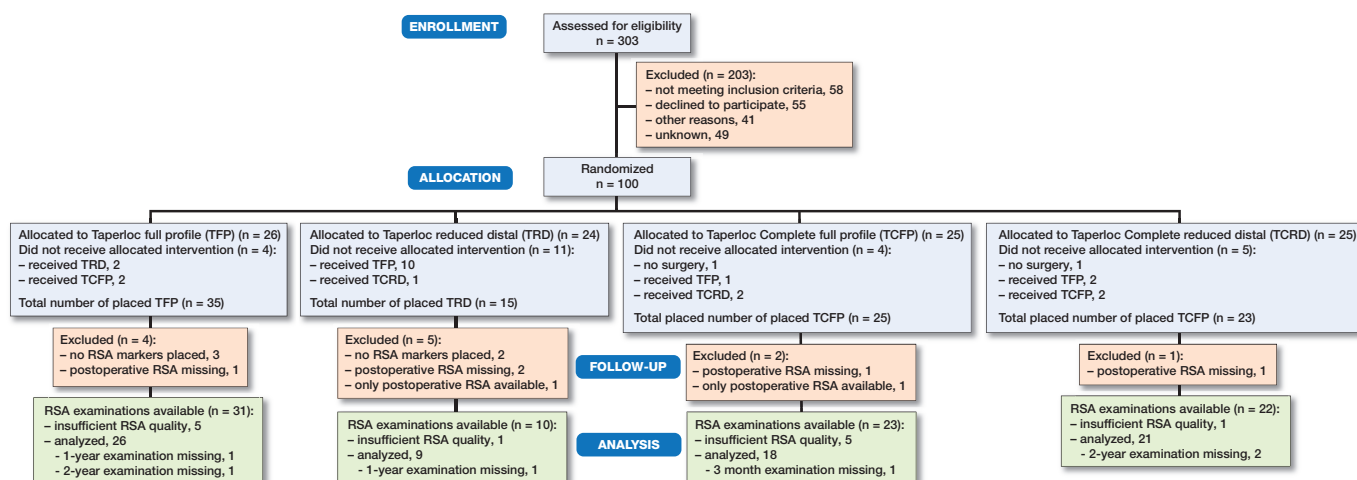 ENROLLMENT
Assessed for eligibility
n = 303
Excluded (n = 203):
– not meeting inclusion criteria, 58
– declined to participate, 55
– other reasons, 41
– unknown, 49
ALLOCATION
Randomized
n = 100
Allocated to Taperloc full profile (TFP) (n = 26)
Did not receive allocated intervention (n = 4):
– received TRD, 2
– received TCFP, 2
Total number of placed TFP (n = 35)
Allocated to Taperloc reduced distal (TRD) (n = 24)
Did not receive allocated intervention (n = 11):
– received TFP, 10
– received TCRD, 1
Total number of placed TRD (n = 15)
Allocated to Taperloc Complete full profile (TCFP) (n = 25)
Did not receive allocated intervention (n = 4):
– no surgery, 1
– received TFP, 1
– received TCRD, 2
Total placed number of placed TCFP (n = 25)
Allocated to Taperloc Complete reduced distal (TCRD) (n = 25)
Did not receive allocated intervention (n = 5):
– no surgery, 1
– received TFP, 2
– received TCFP, 2
Total placed number of placed TCFP (n = 23)
FOLLOW-UP
Excluded (n = 4):
– no RSA markers placed, 3
– postoperative RSA missing, 1
Excluded (n = 5):
– no RSA markers placed, 2
– postoperative RSA missing, 2
– only postoperative RSA available, 1
Excluded (n = 2):
– postoperative RSA missing, 1
– only postoperative RSA available, 1
Excluded (n = 1):
– postoperative RSA missing, 1
ANALYSIS
RSA examinations available (n = 31):
– insufficient RSA quality, 5
– analyzed, 26
- 1-year examination missing, 1
- 2-year examination missing, 1
RSA examinations available (n = 10):
– insufficient RSA quality, 1
– analyzed, 9
- 1-year examination missing, 1
RSA examinations available (n = 23):
– insufficient RSA quality, 5
– analyzed, 18
- 3 month examination missing, 1
RSA examinations available (n = 22):
– insufficient RSA quality, 1
– analyzed, 21
- 2-year examination missing, 2